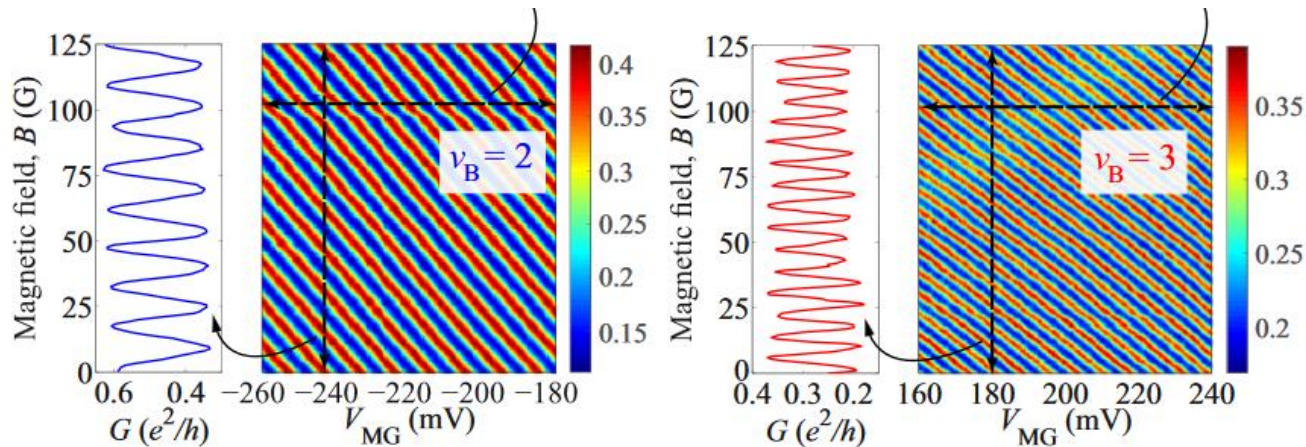 Magnetic field, B (G)
125
100
75
50
25
0
0.6 0.4
G (e²/h)
ν_B = 2
−260 −240 −220 −200 −180
V_MG (mV)
0.4
0.35
0.3
0.25
0.2
0.15
Magnetic field, B (G)
125
100
75
50
25
0
0.4 0.3 0.2
G (e²/h)
ν_B = 3
160 180 200 220 240
V_MG (mV)
0.35
0.3
0.25
0.2